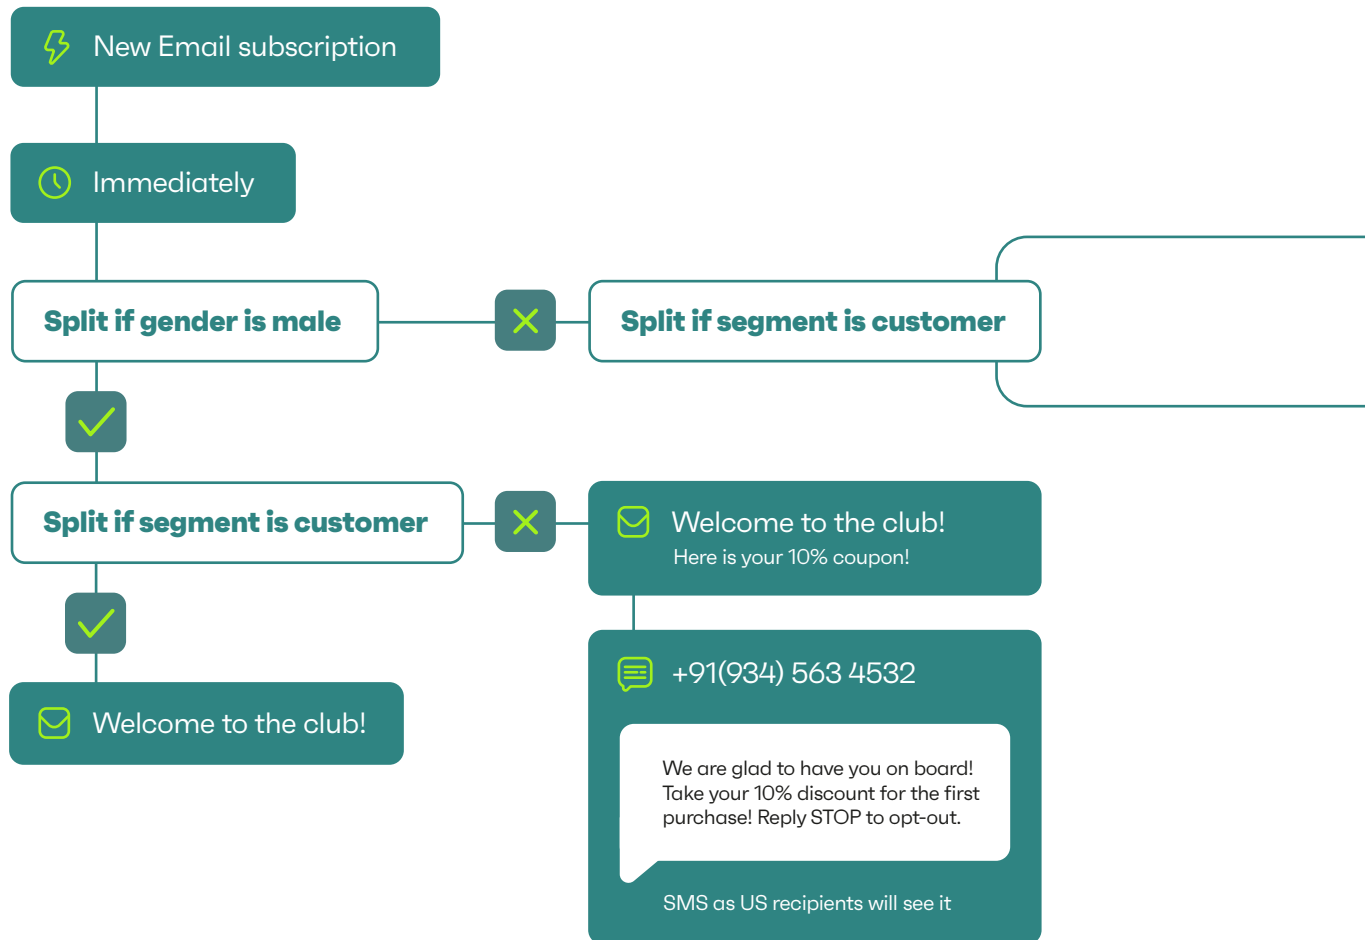 New Email subscription
Immediately
Split if gender is male
Split if segment is customer
Split if segment is customer
Welcome to the club!
Here is your 10% coupon!
Welcome to the club!
+91(934) 563 4532
We are glad to have you on board!
Take your 10% discount for the first
purchase! Reply STOP to opt-out.
SMS as US recipients will see it